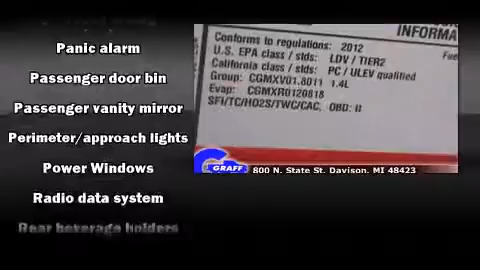 Panic alarm
Passenger door bin
Passenger vanity mirror
Perimeter/approach lights
Power Windows
Radio data system
Rear beverage holders
INFORMA
Conforms to regulations: 2012
Fue
U.S. EPA class / stds: LDV / TIER2
California class / stds: PC / ULEV qualified
Group: CGMXV01.8011 1.4L
Evap: CGMXR0120818
SFI/TC/HO2S/TWC/CAC, OBD: II
GRAFF
800 N. State St. Davison, MI 48423